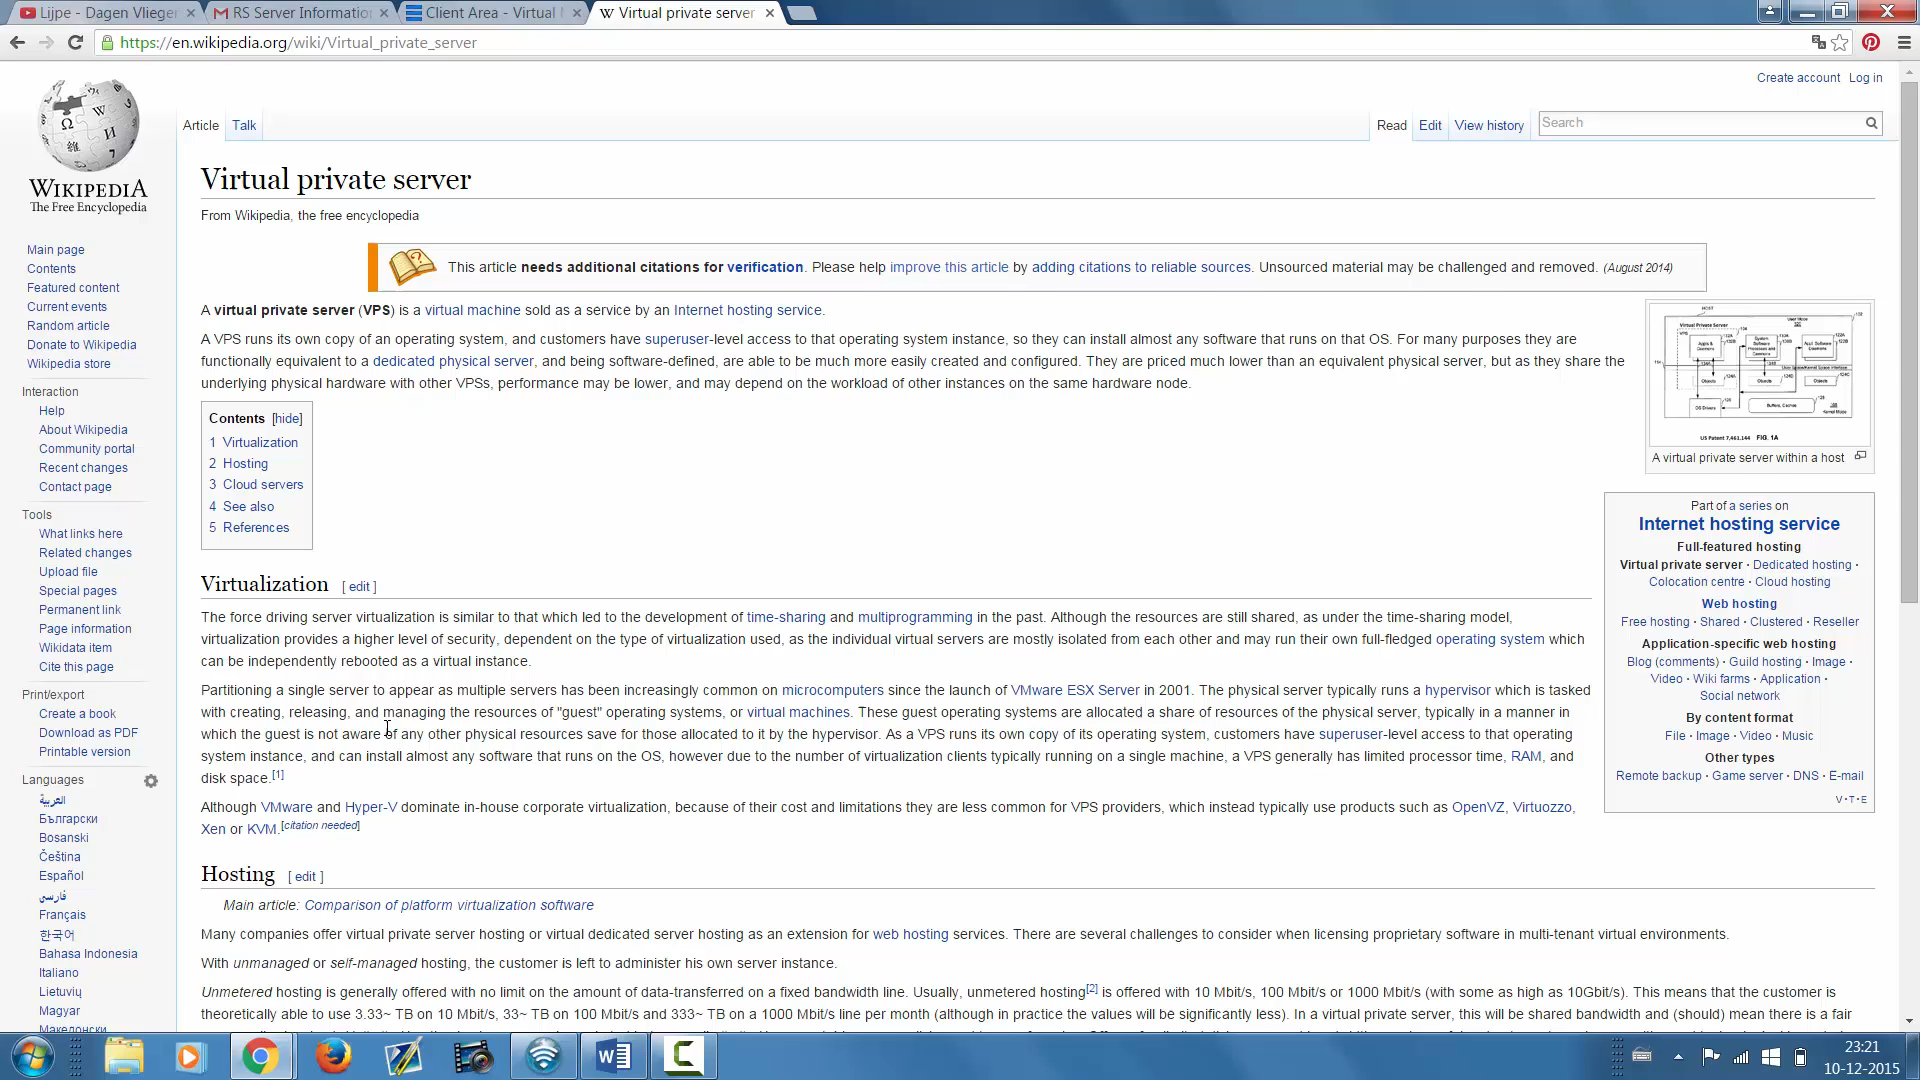 Lijpe - Dagen Vlieger
RS Server Informatio
Client Area - Virtual
Virtual private server
https://en.wikipedia.org/wiki/Virtual_private_server
Create account Log in
Article Talk
Read Edit View history Search
WIKIPEDIA
The Free Encyclopedia
Main page
Contents
Featured content
Current events
Random article
Donate to Wikipedia
Wikipedia store
Interaction
Help
About Wikipedia
Community portal
Recent changes
Contact page
Tools
What links here
Related changes
Upload file
Special pages
Permanent link
Page information
Wikidata item
Cite this page
Print/export
Create a book
Download as PDF
Printable version
Languages
العربية
Български
Bosanski
Čeština
Español
فارسی
Français
한국어
Bahasa Indonesia
Italiano
Lietuvių
Magyar
Македонски
Virtual private server
From Wikipedia, the free encyclopedia
This article needs additional citations for verification. Please help improve this article by adding citations to reliable sources. Unsourced material may be challenged and removed. (August 2014)
A virtual private server (VPS) is a virtual machine sold as a service by an Internet hosting service.
A VPS runs its own copy of an operating system, and customers have superuser-level access to that operating system instance, so they can install almost any software that runs on that OS. For many purposes they are
functionally equivalent to a dedicated physical server, and being software-defined, are able to be much more easily created and configured. They are priced much lower than an equivalent physical server, but as they share the
underlying physical hardware with other VPSs, performance may be lower, and may depend on the workload of other instances on the same hardware node.
Contents [hide]
1 Virtualization
2 Hosting
3 Cloud servers
4 See also
5 References
HOST
User Mode
Virtual Private Server
VPS
Objects
Objects
Objects
OS Drivers
Buffers, Caches
Kernel Mode
US Patent 7,461,144 FIG. 1A
A virtual private server within a host
Part of a series on
Internet hosting service
Full-featured hosting
Virtual private server · Dedicated hosting ·
Colocation centre · Cloud hosting
Web hosting
Free hosting · Shared · Clustered · Reseller
Application-specific web hosting
Blog (comments) · Guild hosting · Image ·
Video · Wiki farms · Application ·
Social network
By content format
File · Image · Video · Music
Other types
Remote backup · Game server · DNS · E-mail
V · T · E
Virtualization [ edit ]
The force driving server virtualization is similar to that which led to the development of time-sharing and multiprogramming in the past. Although the resources are still shared, as under the time-sharing model,
virtualization provides a higher level of security, dependent on the type of virtualization used, as the individual virtual servers are mostly isolated from each other and may run their own full-fledged operating system which
can be independently rebooted as a virtual instance.
Partitioning a single server to appear as multiple servers has been increasingly common on microcomputers since the launch of VMware ESX Server in 2001. The physical server typically runs a hypervisor which is tasked
with creating, releasing, and managing the resources of "guest" operating systems, or virtual machines. These guest operating systems are allocated a share of resources of the physical server, typically in a manner in
which the guest is not aware of any other physical resources save for those allocated to it by the hypervisor. As a VPS runs its own copy of its operating system, customers have superuser-level access to that operating
system instance, and can install almost any software that runs on the OS, however due to the number of virtualization clients typically running on a single machine, a VPS generally has limited processor time, RAM, and
disk space.[1]
Although VMware and Hyper-V dominate in-house corporate virtualization, because of their cost and limitations they are less common for VPS providers, which instead typically use products such as OpenVZ, Virtuozzo,
Xen or KVM.[citation needed]
Hosting [ edit ]
Main article: Comparison of platform virtualization software
Many companies offer virtual private server hosting or virtual dedicated server hosting as an extension for web hosting services. There are several challenges to consider when licensing proprietary software in multi-tenant virtual environments.
With unmanaged or self-managed hosting, the customer is left to administer his own server instance.
Unmetered hosting is generally offered with no limit on the amount of data-transferred on a fixed bandwidth line. Usually, unmetered hosting[2] is offered with 10 Mbit/s, 100 Mbit/s or 1000 Mbit/s (with some as high as 10Gbit/s). This means that the customer is
theoretically able to use 3.33~ TB on 10 Mbit/s, 33~ TB on 100 Mbit/s and 333~ TB on a 1000 Mbit/s line per month (although in practice the values will be significantly less). In a virtual private server, this will be shared bandwidth and (should) mean there is a fair
23:21
10-12-2015